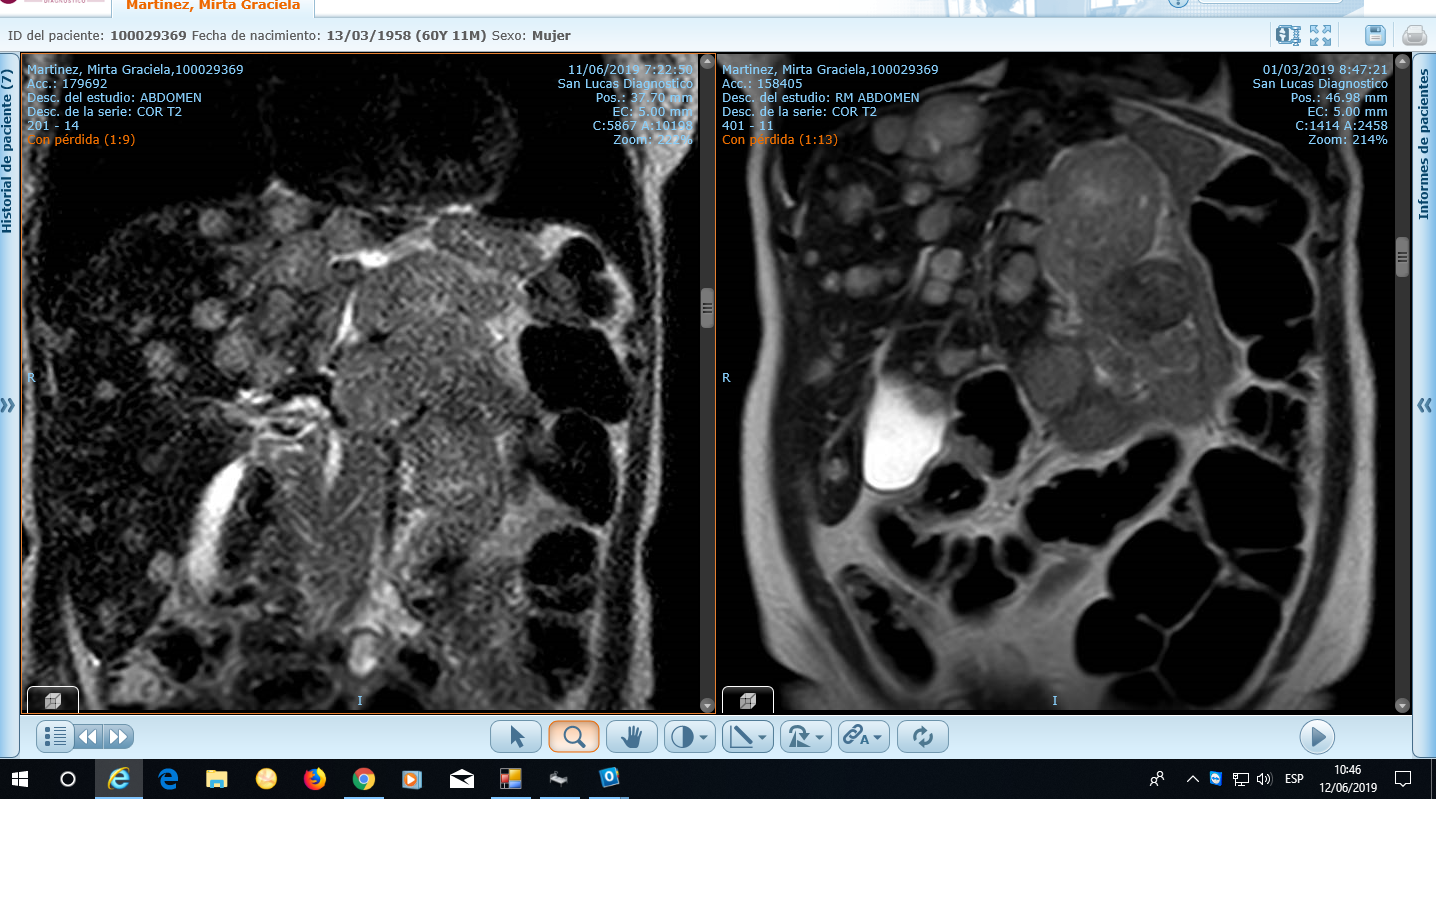 DIAGNÓSTICO
Martinez, Mirta Graciela
ID del paciente: 100029369 Fecha de nacimiento: 13/03/1958 (60Y 11M) Sexo: Mujer
Historial de paciente (7)
Martinez, Mirta Graciela,100029369
Acc.: 179692
Desc. del estudio: ABDOMEN
Desc. de la serie: COR T2
201 - 14
Con pérdida (1:9)
11/06/2019 7:22:50
San Lucas Diagnostico
Pos.: 37.70 mm
EC: 5.00 mm
C:5867 A:10198
Zoom:
R
I
Martinez, Mirta Graciela,100029369
Acc.: 158405
Desc. del estudio: RM ABDOMEN
Desc. de la serie: COR T2
401 - 11
Con pérdida (1:13)
01/03/2019 8:47:21
San Lucas Diagnostico
Pos.: 46.98 mm
EC: 5.00 mm
C:1414 A:2458
Zoom: 214%
R
I
Informes de pacientes
A
ESP
10:46
12/06/2019